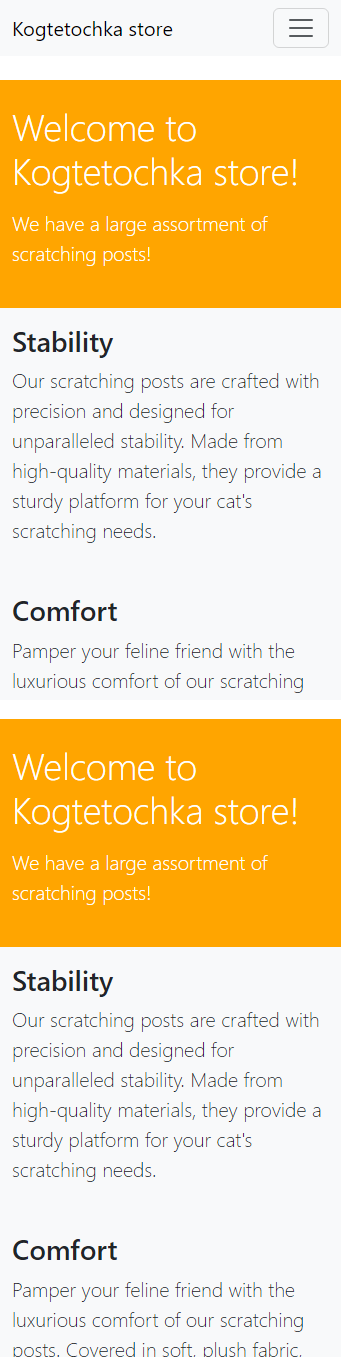 Kogtetochka store
Welcome to
Kogtetochka store!
We have a large assortment of
scratching posts!
Stability
Our scratching posts are crafted with
precision and designed for
unparalleled stability. Made from
high-quality materials, they provide a
sturdy platform for your cat's
scratching needs.
Comfort
Pamper your feline friend with the
luxurious comfort of our scratching
Welcome to
Kogtetochka store!
We have a large assortment of
scratching posts!
Stability
Our scratching posts are crafted with
precision and designed for
unparalleled stability. Made from
high-quality materials, they provide a
sturdy platform for your cat's
scratching needs.
Comfort
Pamper your feline friend with the
luxurious comfort of our scratching
posts. Covered in soft, plush fabric,